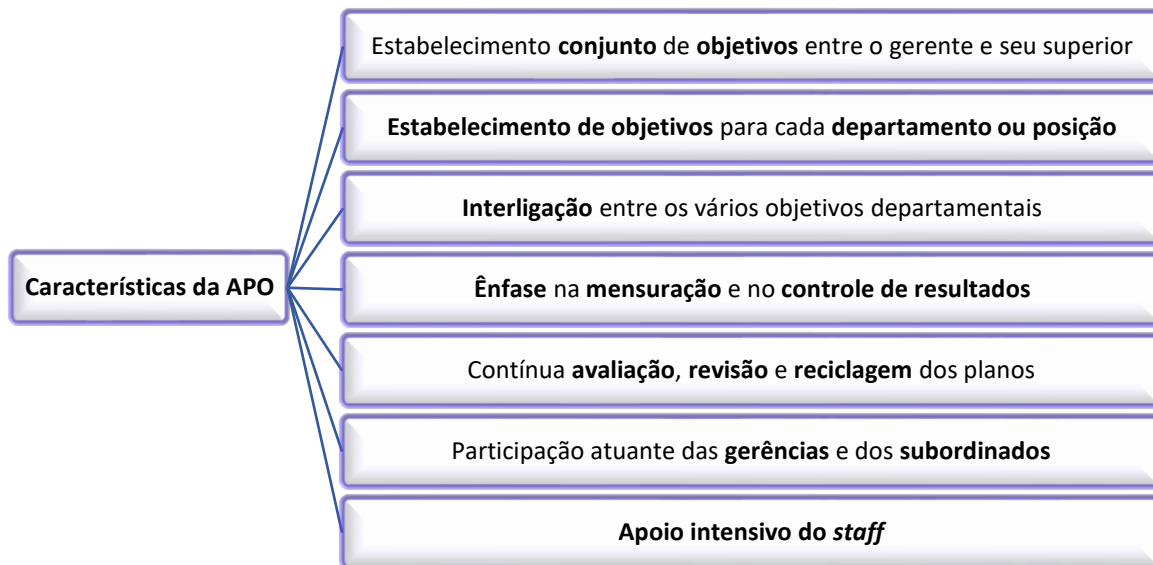 Estabelecimento conjunto de objetivos entre o gerente e seu superior
Estabelecimento de objetivos para cada departamento ou posição
Interligação entre os vários objetivos departamentais
Características da APO
Ênfase na mensuração e no controle de resultados
Contínua avaliação, revisão e reciclagem dos planos
Participação atuante das gerências e dos subordinados
Apoio intensivo do staff